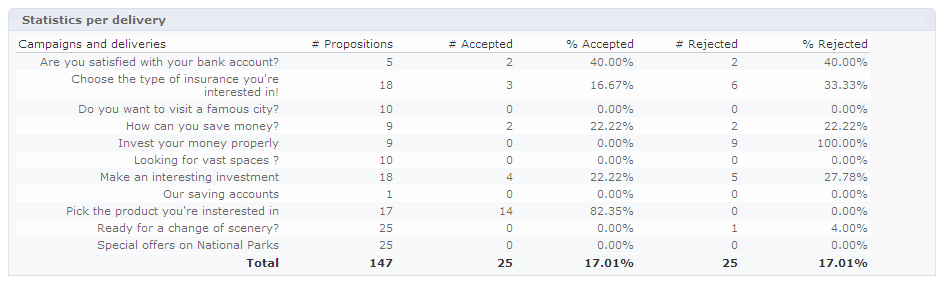 Statistics per delivery
Campaigns and deliveries # Propositions # Accepted % Accepted # Rejected % Rejected
Are you satisfied with your bank account? 5 2 40.00% 2 40.00%
Choose the type of insurance you're
interested in! 18 3 16.67% 6 33.33%
Do you want to visit a famous city? 10 0 0.00% 0 0.00%
How can you save money? 9 2 22.22% 2 22.22%
Invest your money properly 9 0 0.00% 9 100.00%
Looking for vast spaces ? 10 0 0.00% 0 0.00%
Make an interesting investment 18 4 22.22% 5 27.78%
Our saving accounts 1 0 0.00% 0 0.00%
Pick the product you're insterested in 17 14 82.35% 0 0.00%
Ready for a change of scenery? 25 0 0.00% 1 4.00%
Special offers on National Parks 25 0 0.00% 0 0.00%
Total 147 25 17.01% 25 17.01%